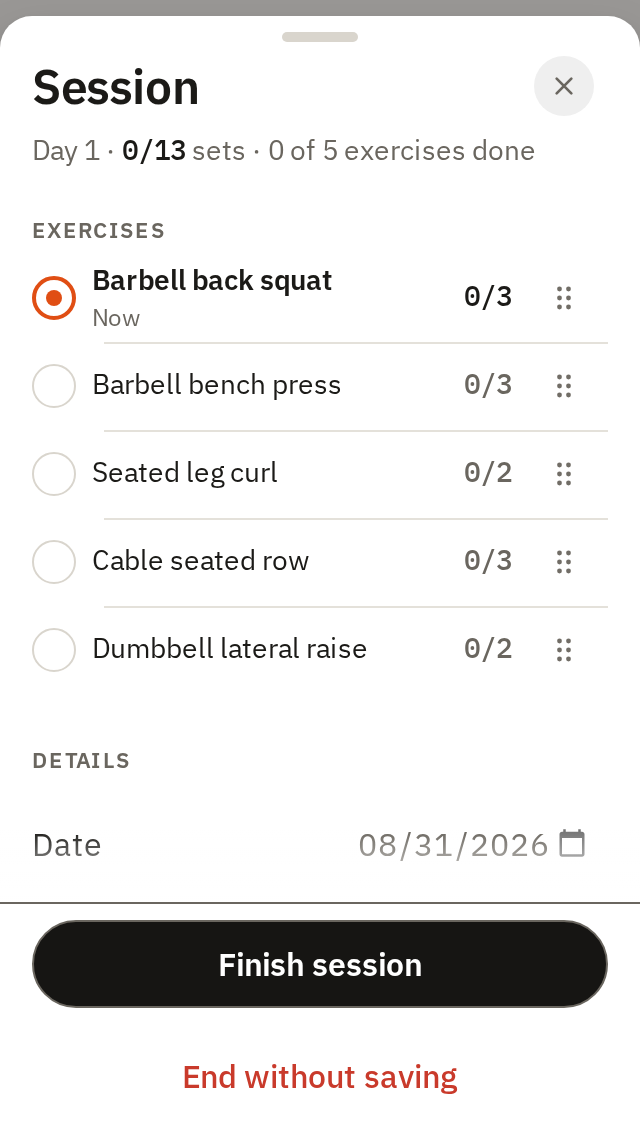 Session
Day 1 · 0/13 sets · 0 of 5 exercises done
EXERCISES
Barbell back squat
Now
0/3
Barbell bench press
0/3
Seated leg curl
0/2
Cable seated row
0/3
Dumbbell lateral raise
0/2
DETAILS
Date
08/31/2026
Finish session
End without saving